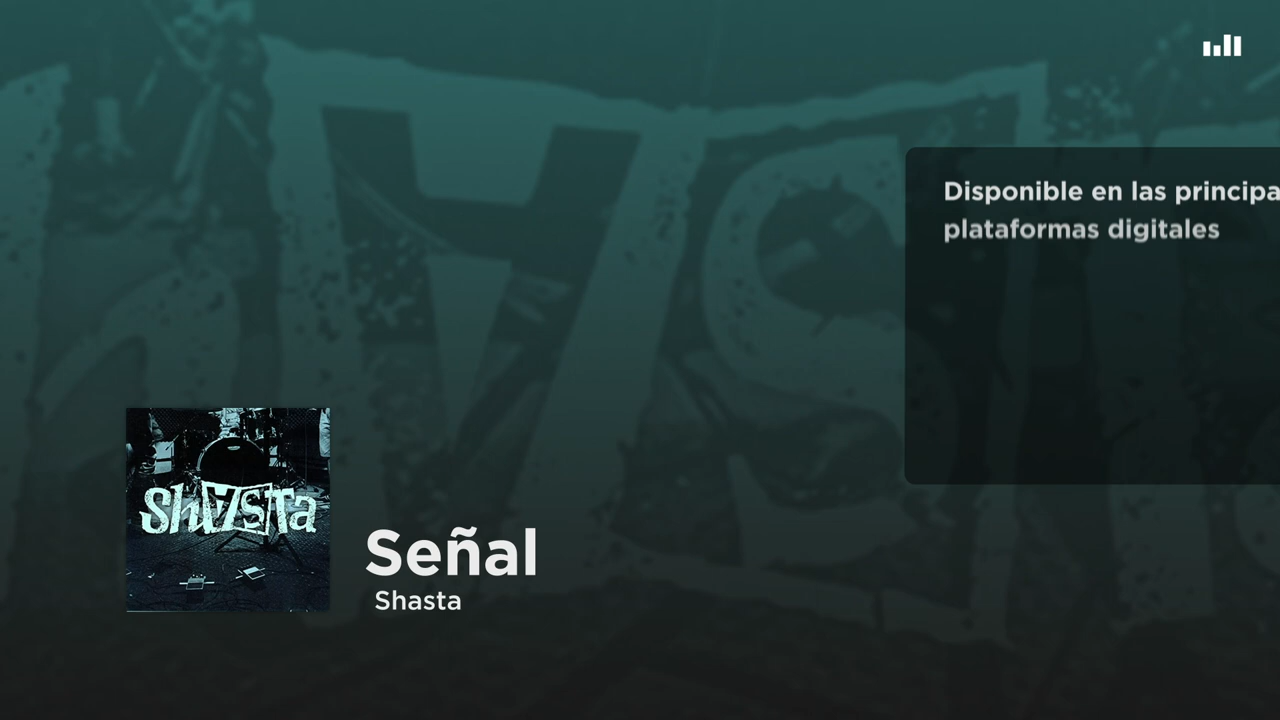 Disponible en las principa
plataformas digitales
ShASTa
Señal
Shasta